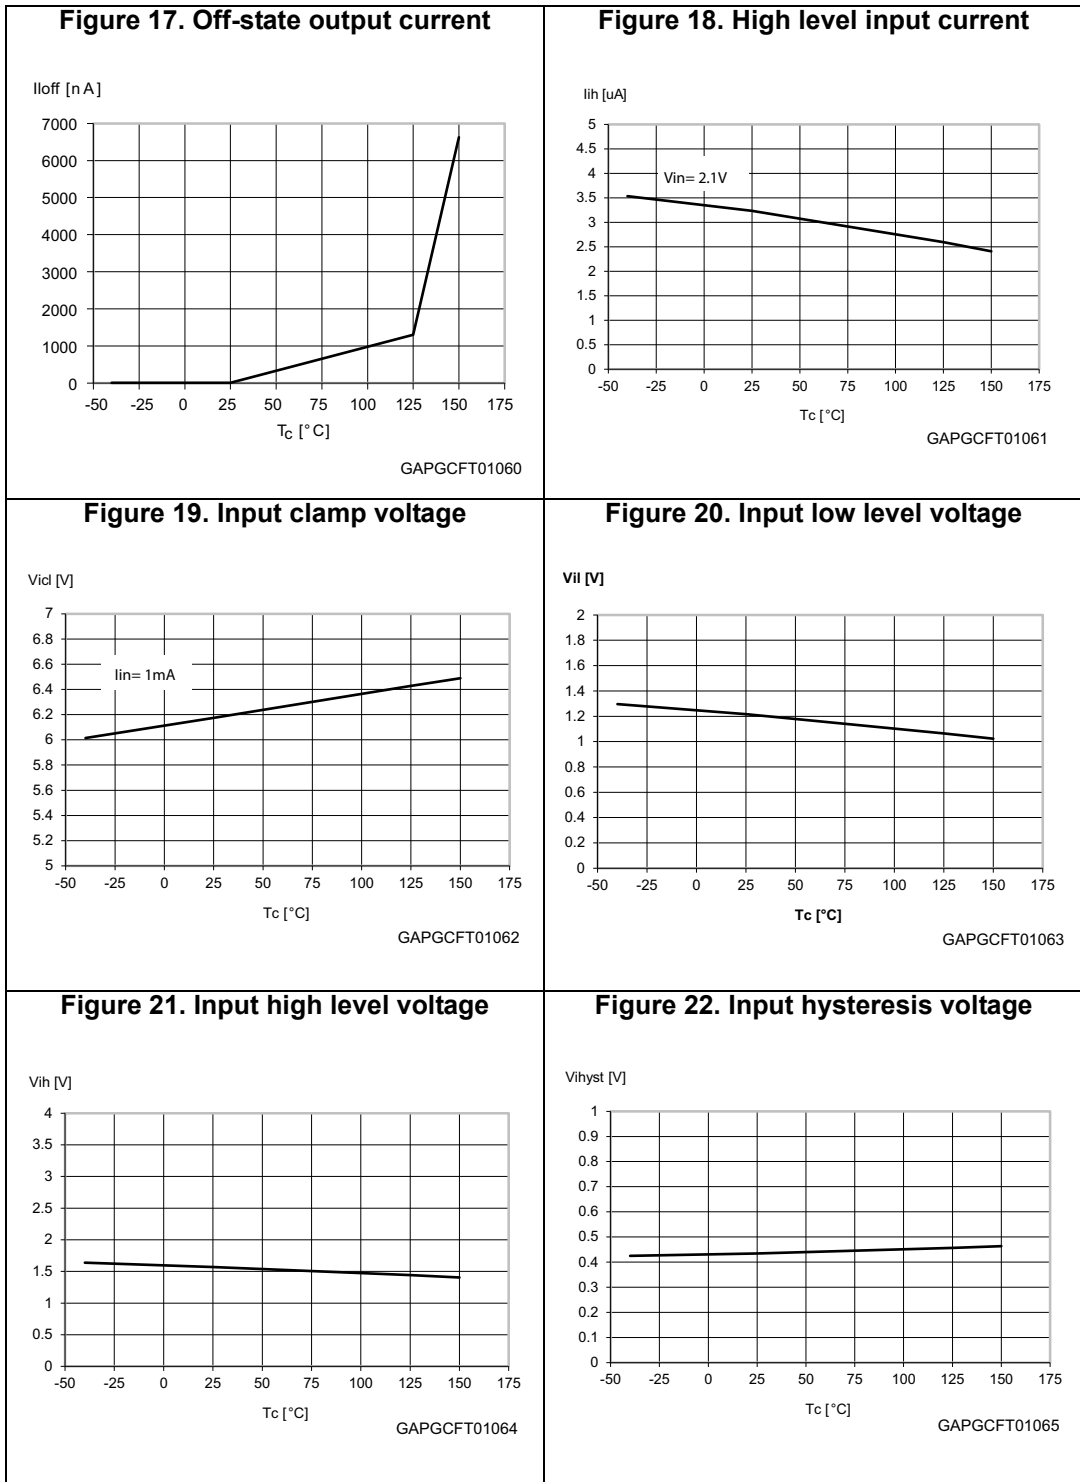 Figure 17. Off-state output current
Iloff [n A]
7000
6000
5000
4000
3000
2000
1000
0
-50 -25 0 25 50 75 100 125 150 175
TC [° C]
GAPGCFT01060
Figure 18. High level input current
Iih [uA]
5
4.5
4
3.5
3
2.5
2
1.5
1
0.5
0
Vin= 2.1V
-50 -25 0 25 50 75 100 125 150 175
Tc [°C]
GAPGCFT01061
Figure 19. Input clamp voltage
Vicl [V]
7
6.8
6.6
6.4
6.2
6
5.8
5.6
5.4
5.2
5
Iin= 1mA
-50 -25 0 25 50 75 100 125 150 175
Tc [°C]
GAPGCFT01062
Figure 20. Input low level voltage
Vil [V]
2
1.8
1.6
1.4
1.2
1
0.8
0.6
0.4
0.2
0
-50 -25 0 25 50 75 100 125 150 175
Tc [°C]
GAPGCFT01063
Figure 21. Input high level voltage
Vih [V]
4
3.5
3
2.5
2
1.5
1
0.5
0
-50 -25 0 25 50 75 100 125 150 175
Tc [°C]
GAPGCFT01064
Figure 22. Input hysteresis voltage
Vihyst [V]
1
0.9
0.8
0.7
0.6
0.5
0.4
0.3
0.2
0.1
0
-50 -25 0 25 50 75 100 125 150 175
Tc [°C]
GAPGCFT01065